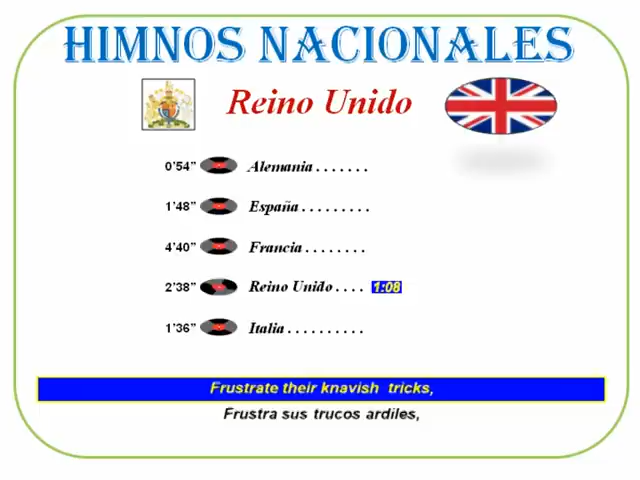 HIMNOS NACIONALES
Reino Unido
0'54" Alemania . . . . . . .
1'48" España . . . . . . . . .
4'40" Francia . . . . . . . .
2'38" Reino Unido . . . . 1:08
1'36" Italia . . . . . . . . . .
Frustrate their knavish tricks,
Frustra sus trucos ardiles,